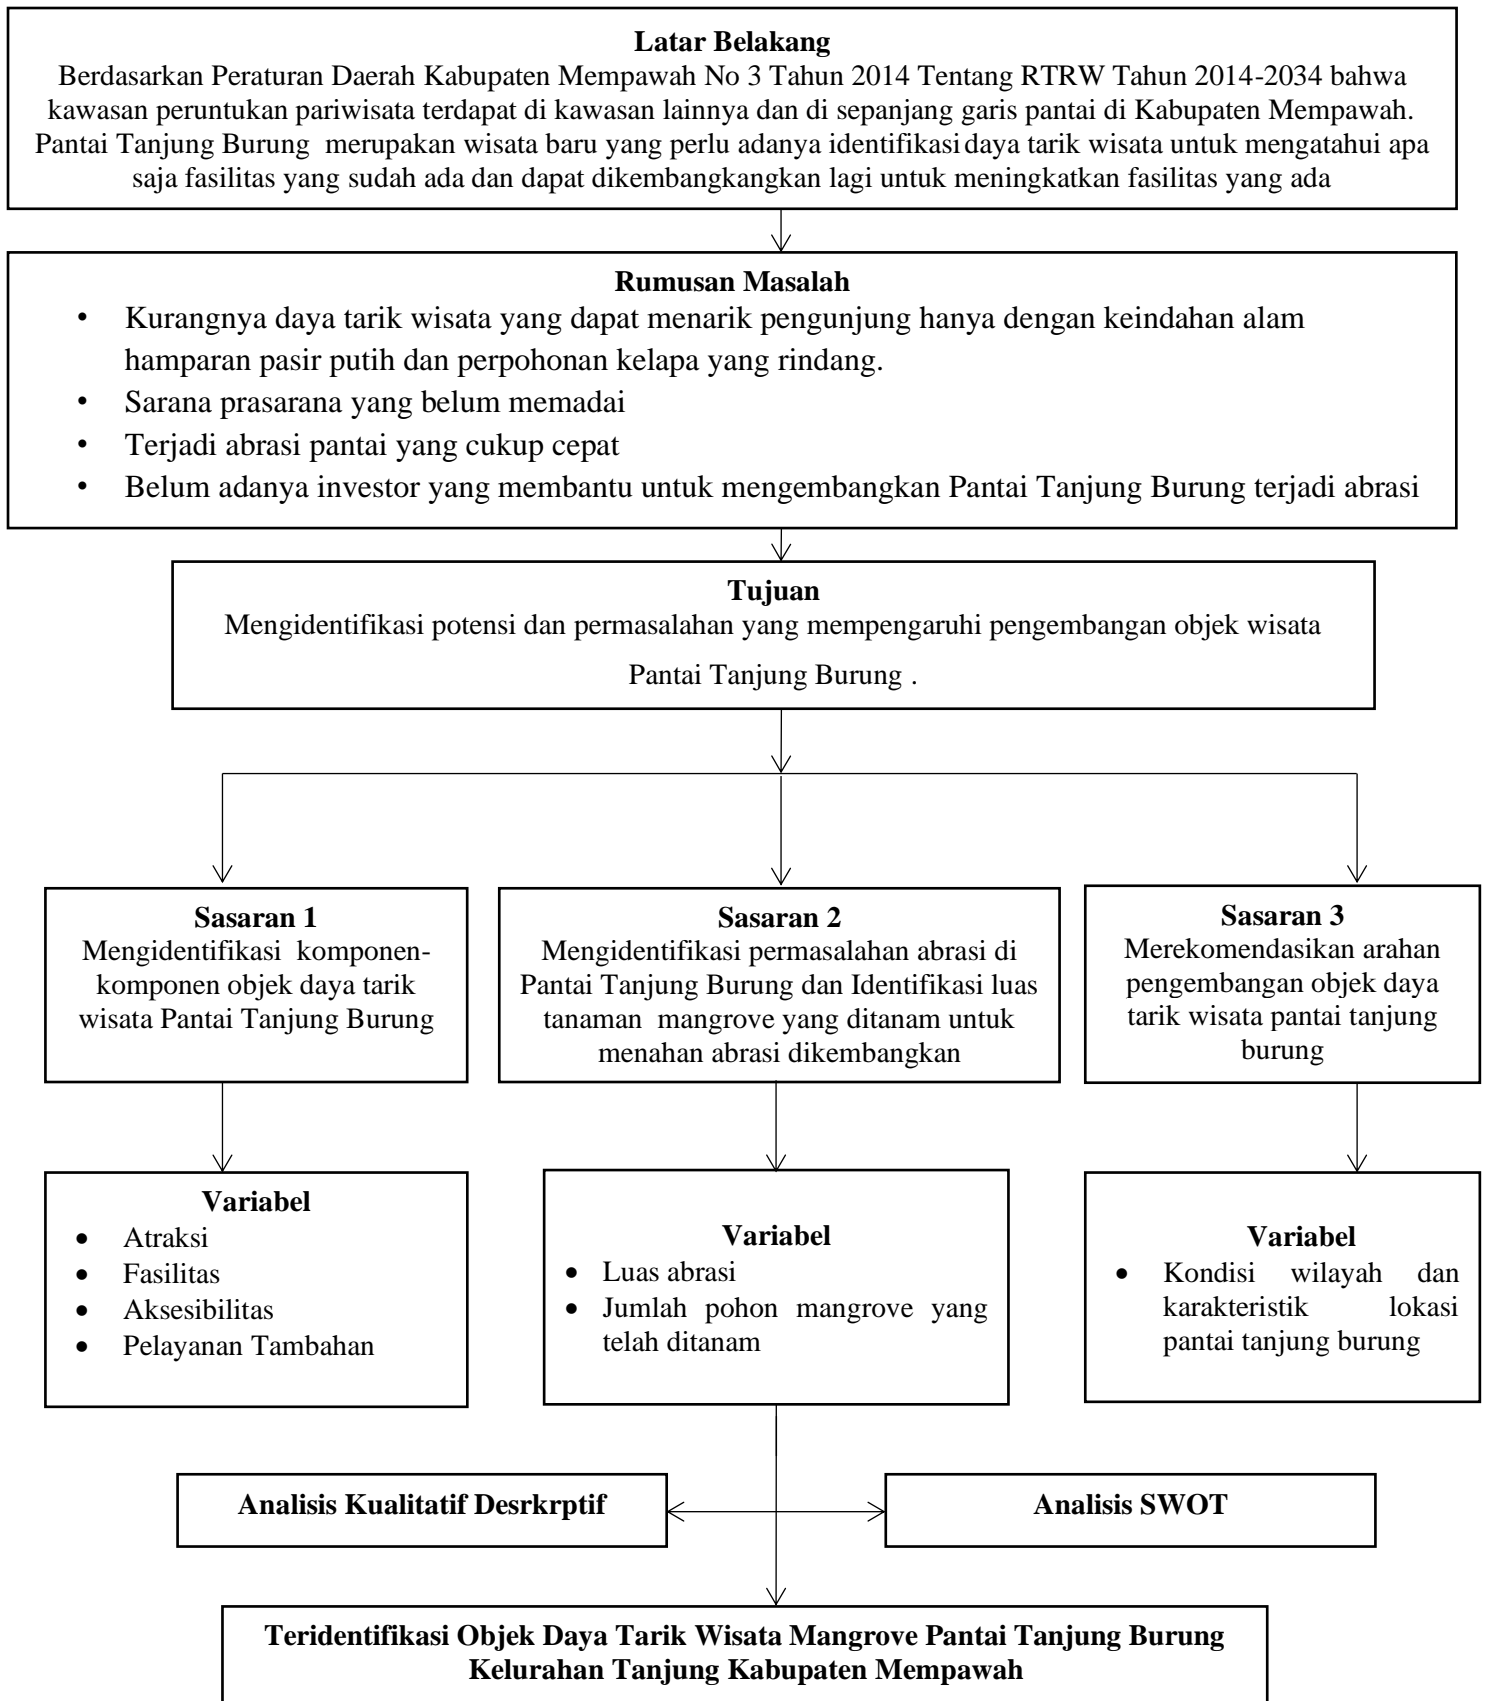 Latar Belakang
Berdasarkan Peraturan Daerah Kabupaten Mempawah No 3 Tahun 2014 Tentang RTRW Tahun 2014-2034 bahwa
kawasan peruntukan pariwisata terdapat di kawasan lainnya dan di sepanjang garis pantai di Kabupaten Mempawah.
Pantai Tanjung Burung merupakan wisata baru yang perlu adanya identifikasi daya tarik wisata untuk mengatahui apa
saja fasilitas yang sudah ada dan dapat dikembangkangkan lagi untuk meningkatkan fasilitas yang ada
Rumusan Masalah
• Kurangnya daya tarik wisata yang dapat menarik pengunjung hanya dengan keindahan alam
hamparan pasir putih dan perpohonan kelapa yang rindang.
• Sarana prasarana yang belum memadai
• Terjadi abrasi pantai yang cukup cepat
• Belum adanya investor yang membantu untuk mengembangkan Pantai Tanjung Burung terjadi abrasi
Tujuan
Mengidentifikasi potensi dan permasalahan yang mempengaruhi pengembangan objek wisata
Pantai Tanjung Burung .
Sasaran 1
Mengidentifikasi komponen-
komponen objek daya tarik
wisata Pantai Tanjung Burung
Sasaran 2
Mengidentifikasi permasalahan abrasi di
Pantai Tanjung Burung dan Identifikasi luas
tanaman mangrove yang ditanam untuk
menahan abrasi dikembangkan
Sasaran 3
Merekomendasikan arahan
pengembangan objek daya
tarik wisata pantai tanjung
burung
Variabel
• Atraksi
• Fasilitas
• Aksesibilitas
• Pelayanan Tambahan
Variabel
• Luas abrasi
• Jumlah pohon mangrove yang
telah ditanam
Variabel
• Kondisi wilayah dan
karakteristik lokasi
pantai tanjung burung
Analisis Kualitatif Desrkrptif
Analisis SWOT
Teridentifikasi Objek Daya Tarik Wisata Mangrove Pantai Tanjung Burung
Kelurahan Tanjung Kabupaten Mempawah